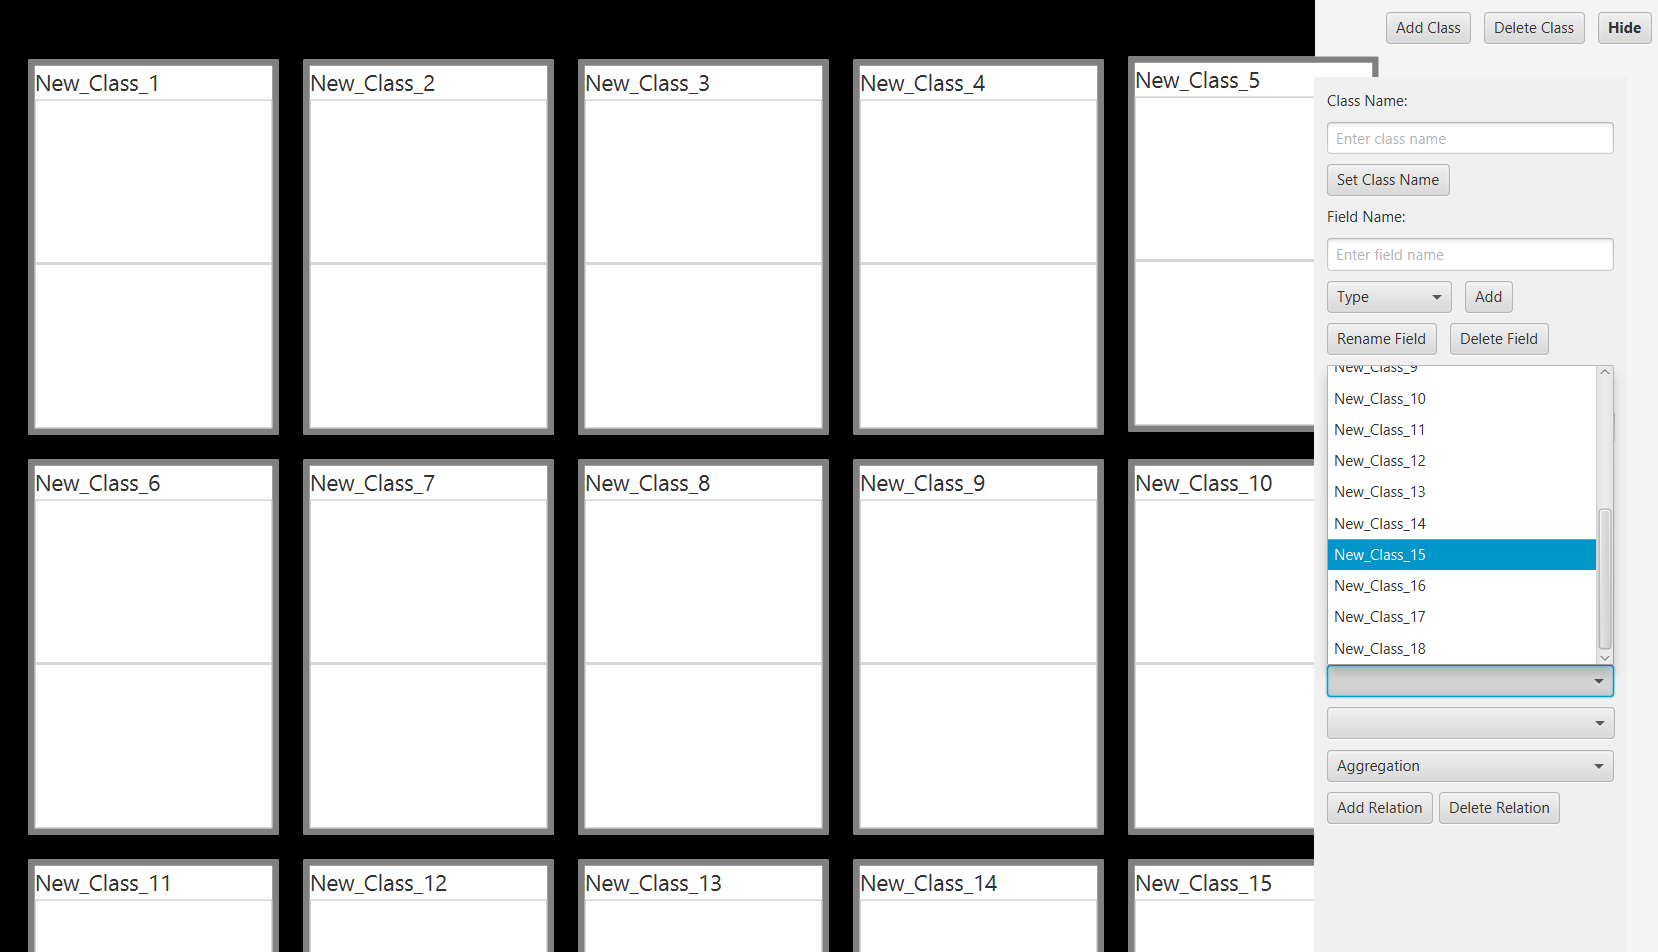 Add Class Delete Class Hide
New_Class_1 New_Class_2 New_Class_3 New_Class_4 New_Class_5
Class Name:
Enter class name
Set Class Name
Field Name:
Enter field name
Type Add
Rename Field Delete Field
New_Class_9
New_Class_10
New_Class_11
New_Class_12
New_Class_13
New_Class_14
New_Class_15
New_Class_16
New_Class_17
New_Class_18
Aggregation
Add Relation Delete Relation
New_Class_6 New_Class_7 New_Class_8 New_Class_9 New_Class_10
New_Class_11 New_Class_12 New_Class_13 New_Class_14 New_Class_15